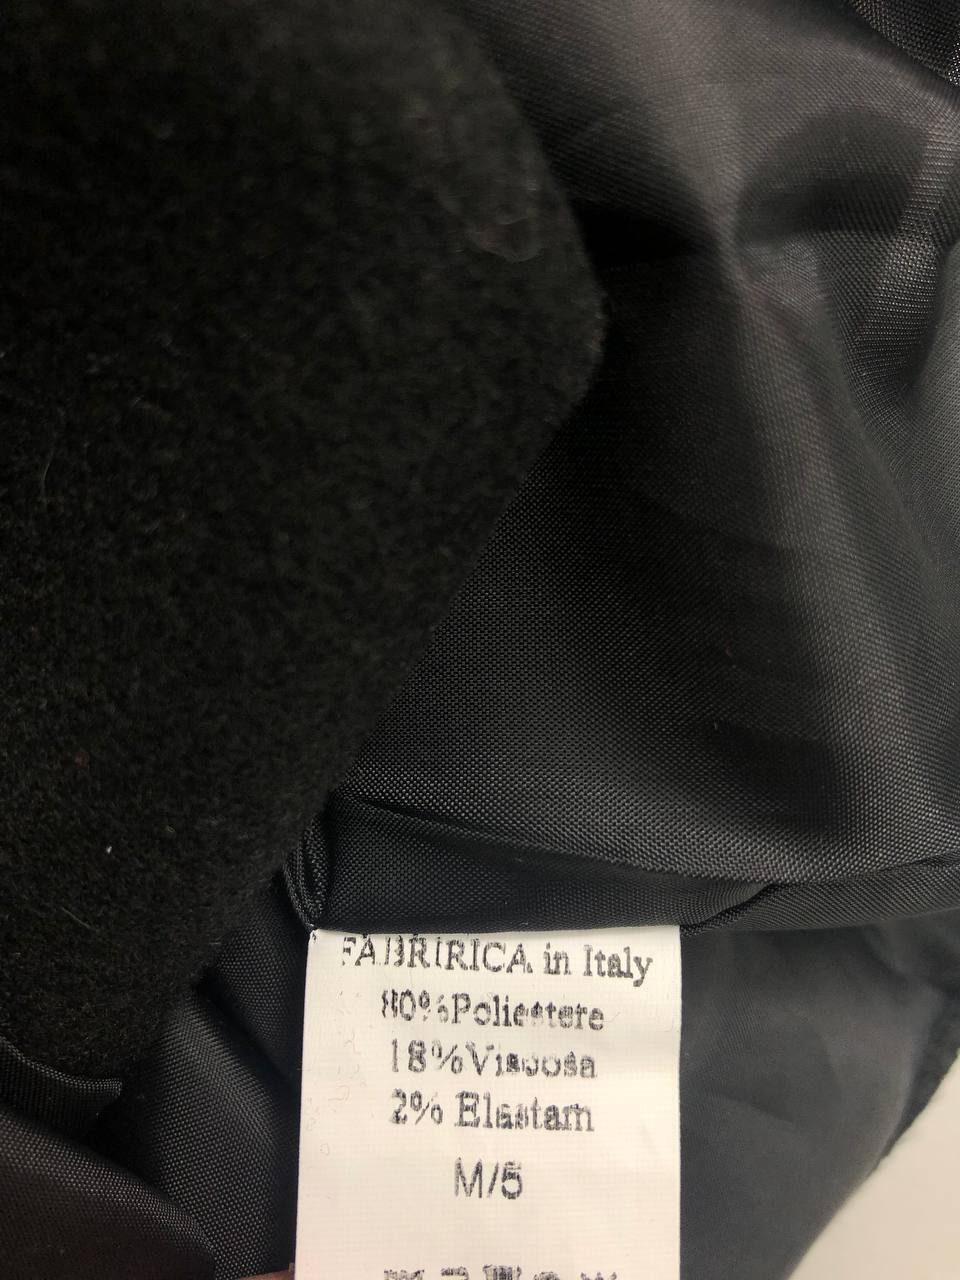 FABRIRICA in Italy
80%Poliestere
18%Viscosa
2% Elastam
M/5